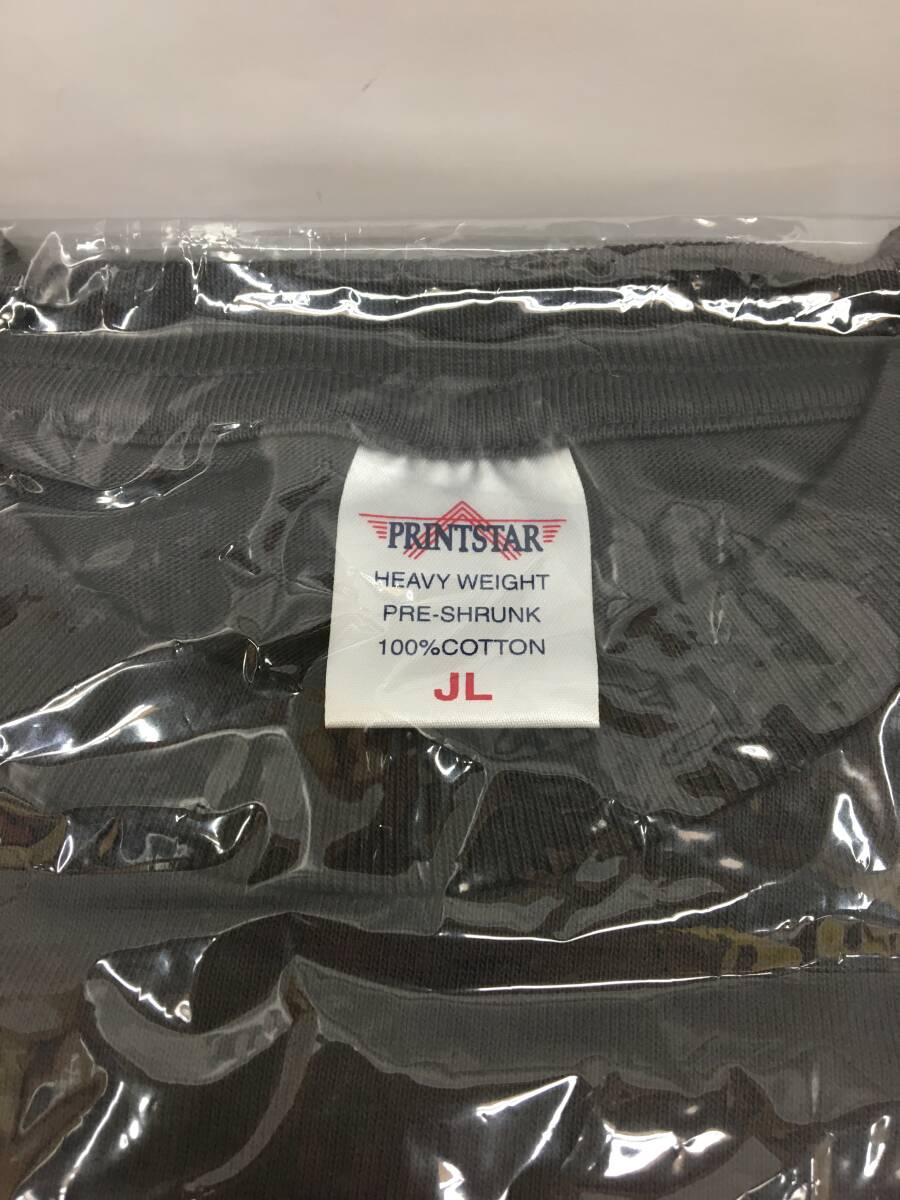 PRINTSTAR
HEAVY WEIGHT
PRE-SHRUNK
100%COTTON
JL